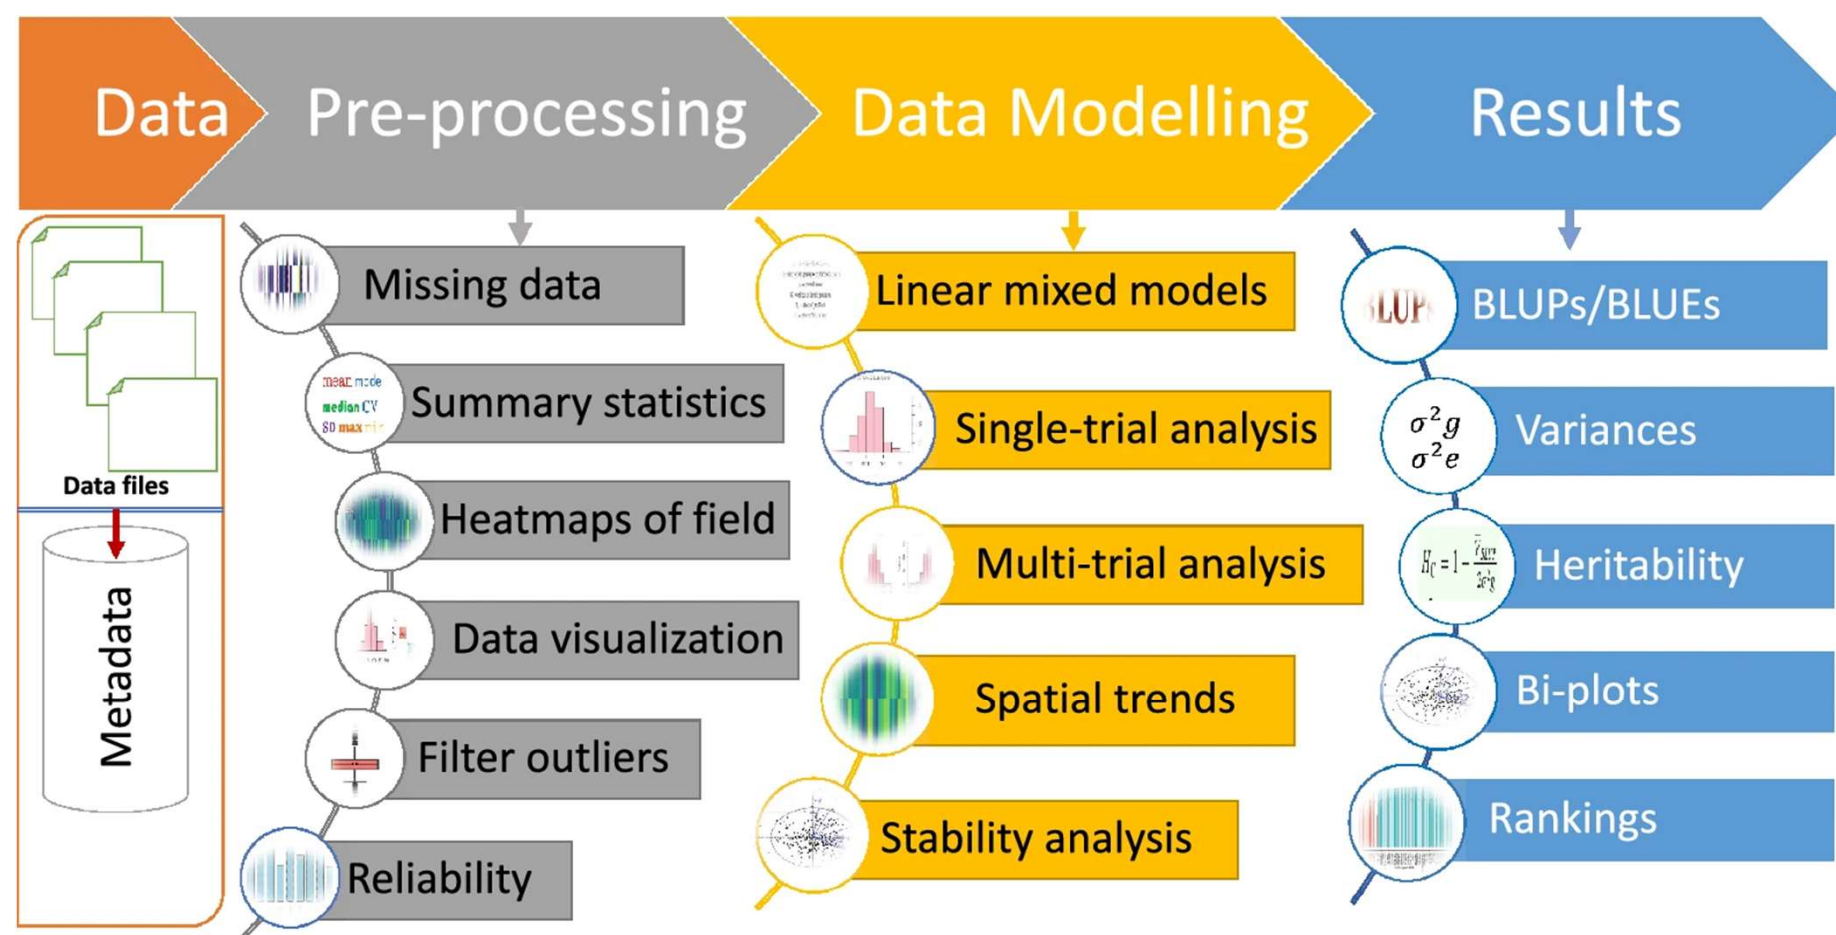 Data
Pre-processing
Data Modelling
Results
Data files
Metadata
Missing data
mean mode
median CV
SD max min
Summary statistics
Heatmaps of field
Data visualization
Filter outliers
Reliability
Linear mixed models
Single-trial analysis
Multi-trial analysis
Spatial trends
Stability analysis
BLUP
BLUPs/BLUEs
σ²g
σ²e
Variances
Heritability
Bi-plots
Rankings